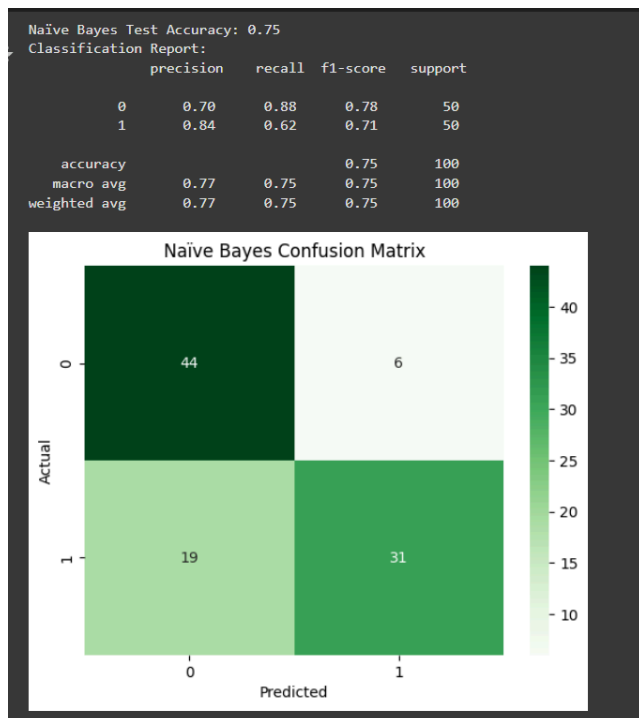 Naïve Bayes Test Accuracy: 0.75
Classification Report:
precision recall f1-score support
0 0.70 0.88 0.78 50
1 0.84 0.62 0.71 50
accuracy 0.75 100
macro avg 0.77 0.75 0.75 100
weighted avg 0.77 0.75 0.75 100
Naïve Bayes Confusion Matrix
40
0 44 6
35
30
Actual
25
20
1 19 31
15
10
0 1
Predicted